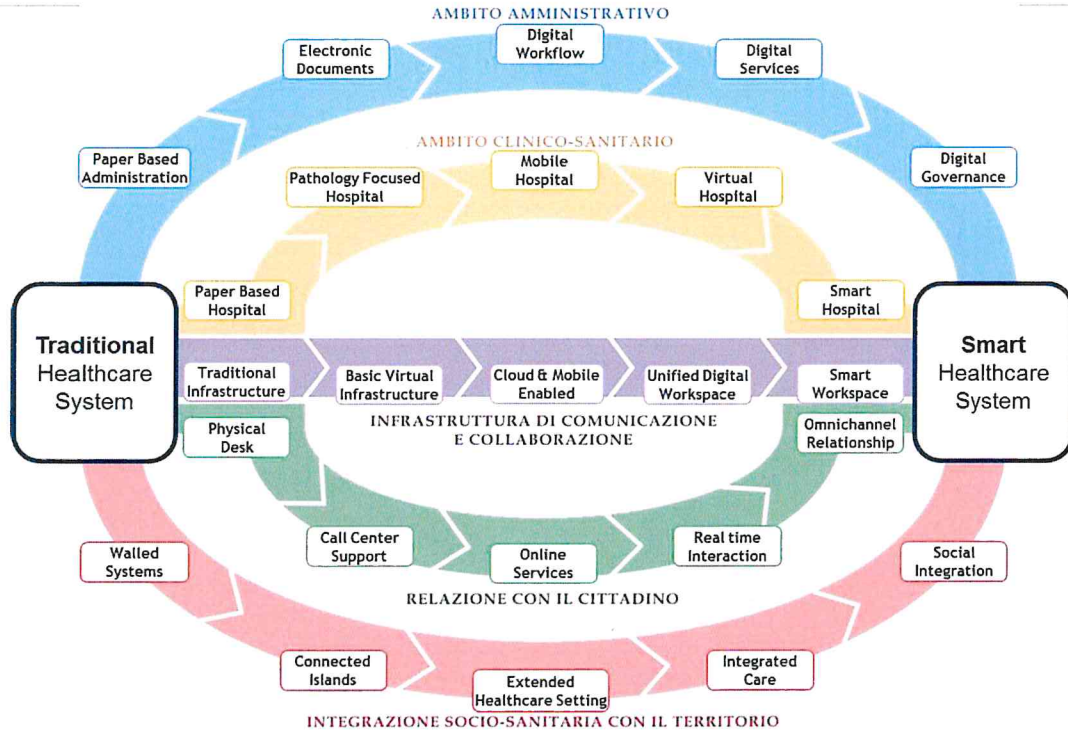 AMBITO AMMINISTRATIVO
Electronic
Documents
Digital
Workflow
Digital
Services
Paper Based
Administration
Digital
Governance
AMBITO CLINICO-SANITARIO
Pathology Focused
Hospital
Mobile
Hospital
Virtual
Hospital
Paper Based
Hospital
Smart
Hospital
Traditional
Healthcare
System
Smart
Healthcare
System
Traditional
Infrastructure
Basic Virtual
Infrastructure
Cloud & Mobile
Enabled
Unified Digital
Workspace
Smart
Workspace
INFRASTRUTTURA DI COMUNICAZIONE
E COLLABORAZIONE
Physical
Desk
Omnichannel
Relationship
Call Center
Support
Online
Services
Real time
Interaction
RELAZIONE CON IL CITTADINO
Walled
Systems
Social
Integration
Connected
Islands
Extended
Healthcare Setting
Integrated
Care
INTEGRAZIONE SOCIO-SANITARIA CON IL TERRITORIO